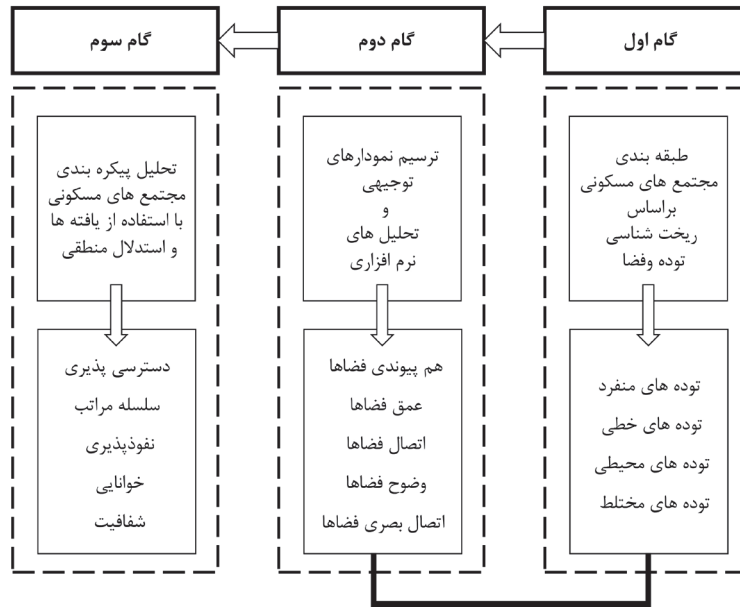 گام اول
گام دوم
گام سوم
طبقه بندی
مجتمع های مسکونی
براساس
ریخت شناسی
توده وفضا
توده های منفرد
توده های خطی
توده های محیطی
توده های مختلط
ترسیم نمودارهای
توجیهی
و
تحلیل های
نرم افزاری
هم پیوندی فضاها
عمق فضاها
اتصال فضاها
وضوح فضاها
اتصال بصری فضاها
تحلیل پیکره بندی
مجتمع های مسکونی
با استفاده از یافته ها
و استدلال منطقی
دسترسی پذیری
سلسله مراتب
نفوذپذیری
خوانایی
شفافیت